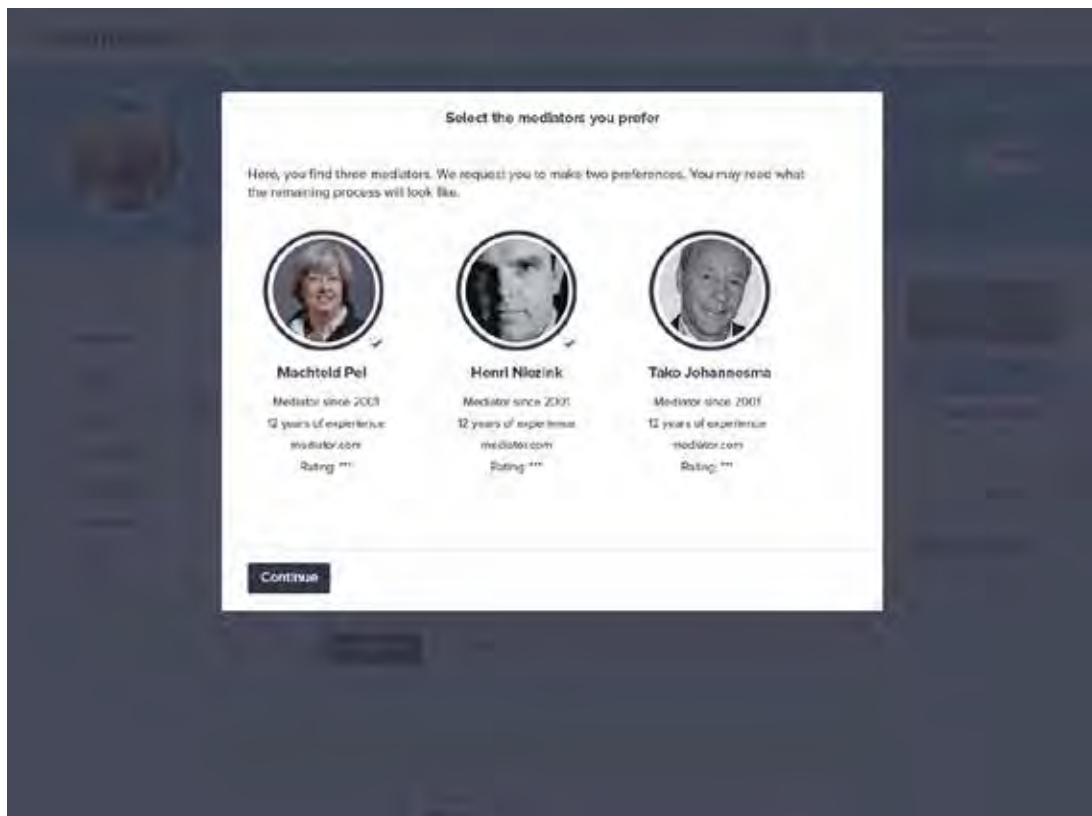 Select the mediators you prefer
Here, you find three mediators. We request you to make two preferences. You may read what
the remaining process will look like.
Machteld Pel
Henri Niezink
Tako Johannesma
Mediator since 2001
Mediator since 2001
Mediator since 2001
12 years of experience
12 years of experience
12 years of experience
mediator.com
mediator.com
mediator.com
Rating: ***
Rating: ***
Rating: ***
Continue